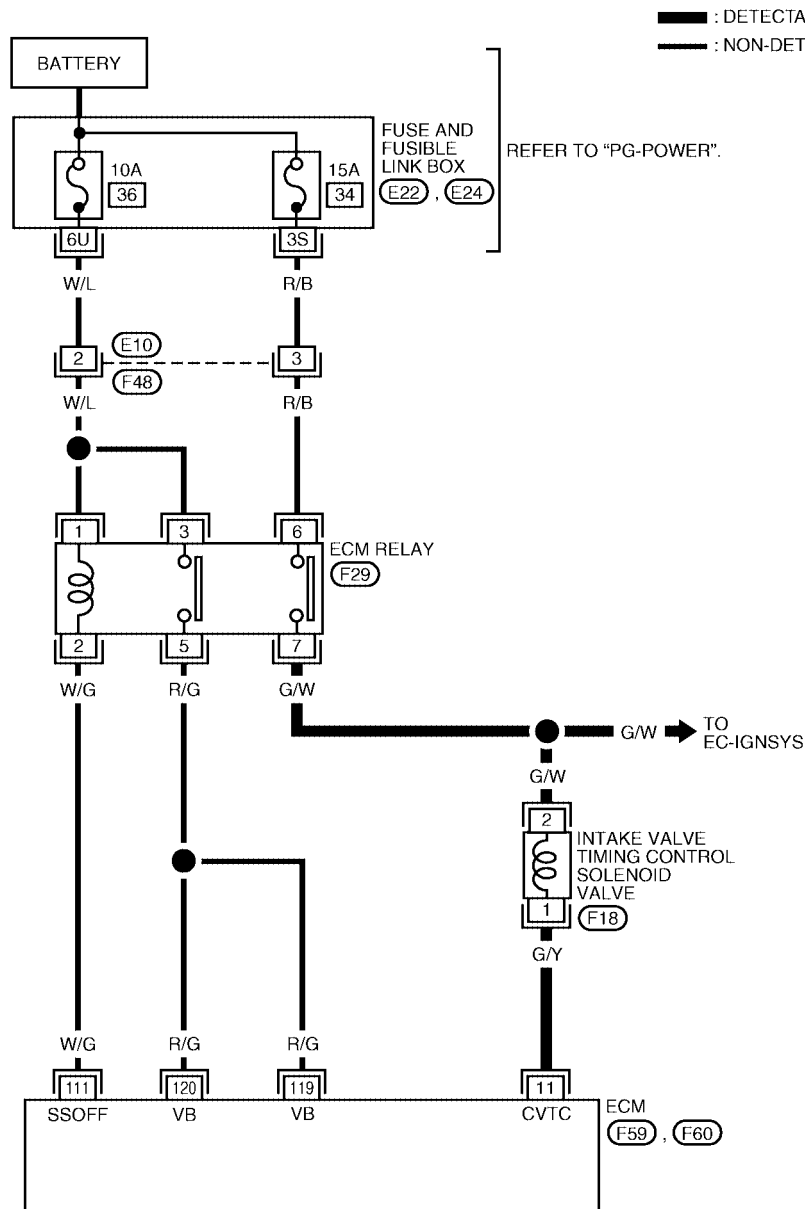 : DETECTA
: NON-DET
BATTERY
FUSE AND
FUSIBLE
LINK BOX
E22 , E24
REFER TO "PG-POWER".
10A
36
15A
34
6U
3S
W/L
R/B
2
E10
F48
3
W/L
R/B
1
3
6
ECM RELAY
F29
2
5
7
W/G
R/G
G/W
G/W
TO
EC-IGNSYS
G/W
2
INTAKE VALVE
TIMING CONTROL
SOLENOID
VALVE
1
F18
G/Y
W/G
R/G
R/G
111
120
119
11
SSOFF
VB
VB
CVTC
ECM
F59 , F60